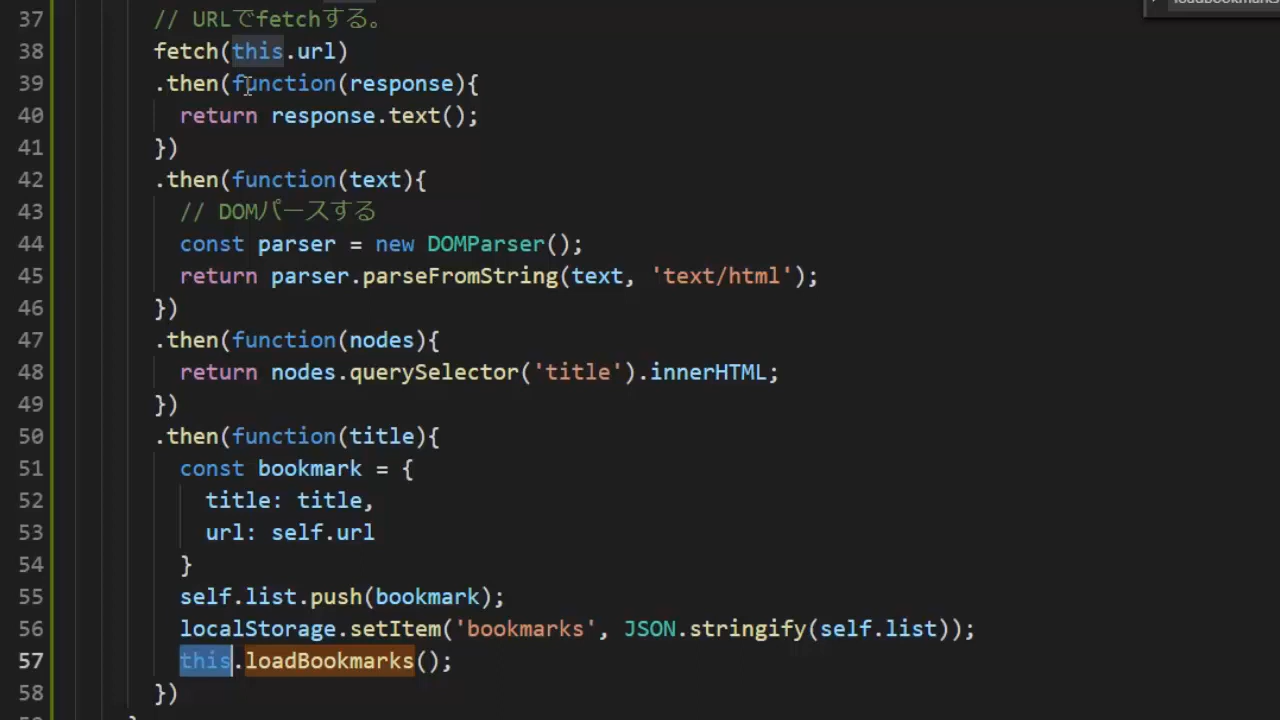 37 // URLでfetchする。
38 fetch(this.url)
39 .then(function(response){
40 return response.text();
41 })
42 .then(function(text){
43 // DOMパースする
44 const parser = new DOMParser();
45 return parser.parseFromString(text, 'text/html');
46 })
47 .then(function(nodes){
48 return nodes.querySelector('title').innerHTML;
49 })
50 .then(function(title){
51 const bookmark = {
52 title: title,
53 url: self.url
54 }
55 self.list.push(bookmark);
56 localStorage.setItem('bookmarks', JSON.stringify(self.list));
57 this.loadBookmarks();
58 })